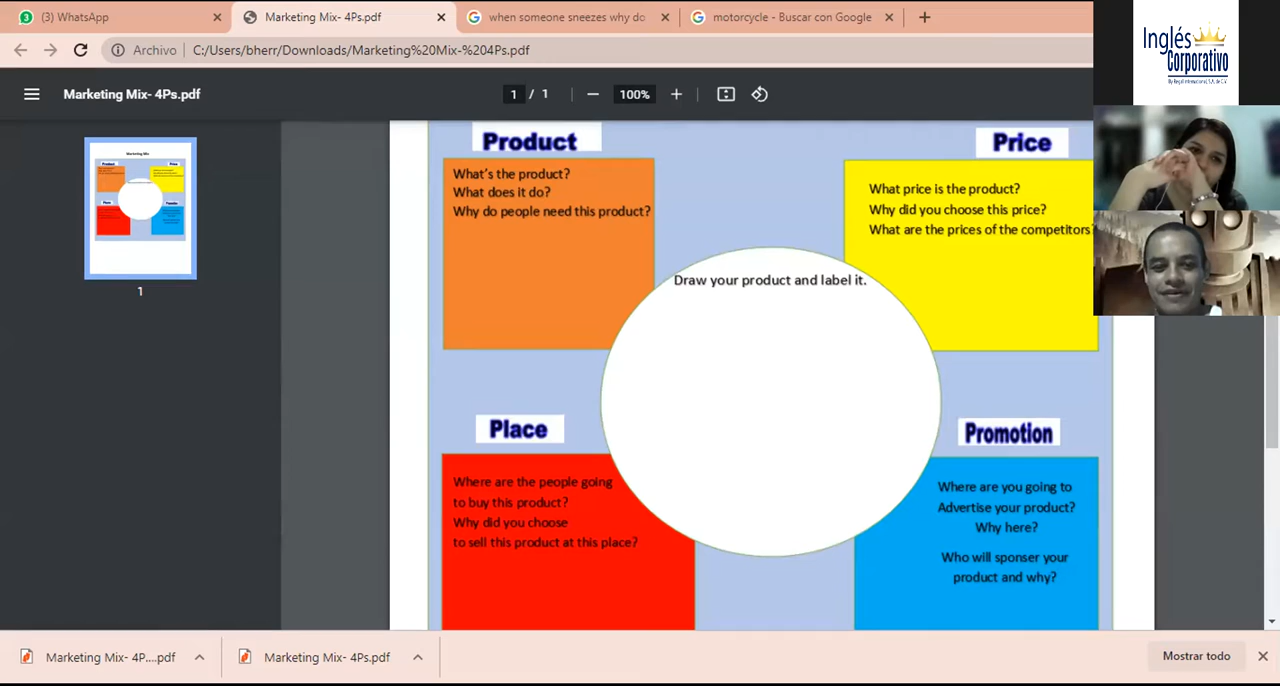 (3) WhatsApp
Marketing Mix- 4Ps.pdf
when someone sneezes why do
motorcycle - Buscar con Google
Archivo
C:/Users/bherr/Downloads/Marketing%20Mix-%204Ps.pdf
Marketing Mix- 4Ps.pdf
1 / 1
100%
Inglés
Corporativo
1
Product
What's the product?
What does it do?
Why do people need this product?
Price
What price is the product?
Why did you choose this price?
What are the prices of the competitors?
Draw your product and label it.
Place
Where are the people going
to buy this product?
Why did you choose
to sell this product at this place?
Promotion
Where are you going to
Advertise your product?
Why here?
Who will sponser your
product and why?
Marketing Mix- 4P....pdf
Marketing Mix- 4Ps.pdf
Mostrar todo